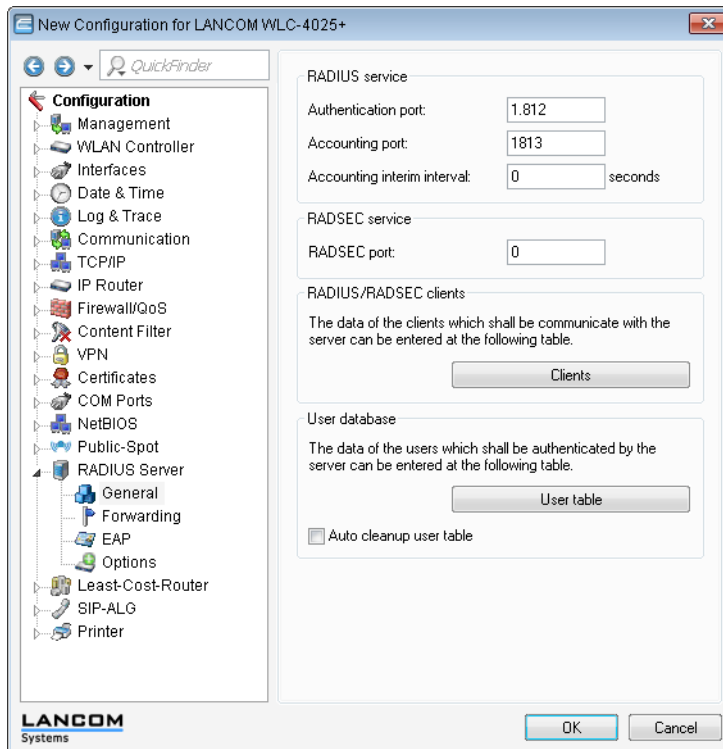 New Configuration for LANCOM WLC-4025+
QuickFinder
Configuration
Management
WLAN Controller
Interfaces
Date & Time
Log & Trace
Communication
TCP/IP
IP Router
Firewall/QoS
Content Filter
VPN
Certificates
COM Ports
NetBIOS
Public-Spot
RADIUS Server
General
Forwarding
EAP
Options
Least-Cost-Router
SIP-ALG
Printer
RADIUS service
Authentication port: 1.812
Accounting port: 1813
Accounting interim interval: 0 seconds
RADSEC service
RADSEC port: 0
RADIUS/RADSEC clients
The data of the clients which shall be communicate with the
server can be entered at the following table.
Clients
User database
The data of the users which shall be authenticated by the
server can be entered at the following table.
User table
Auto cleanup user table
LANCOM
Systems
OK Cancel